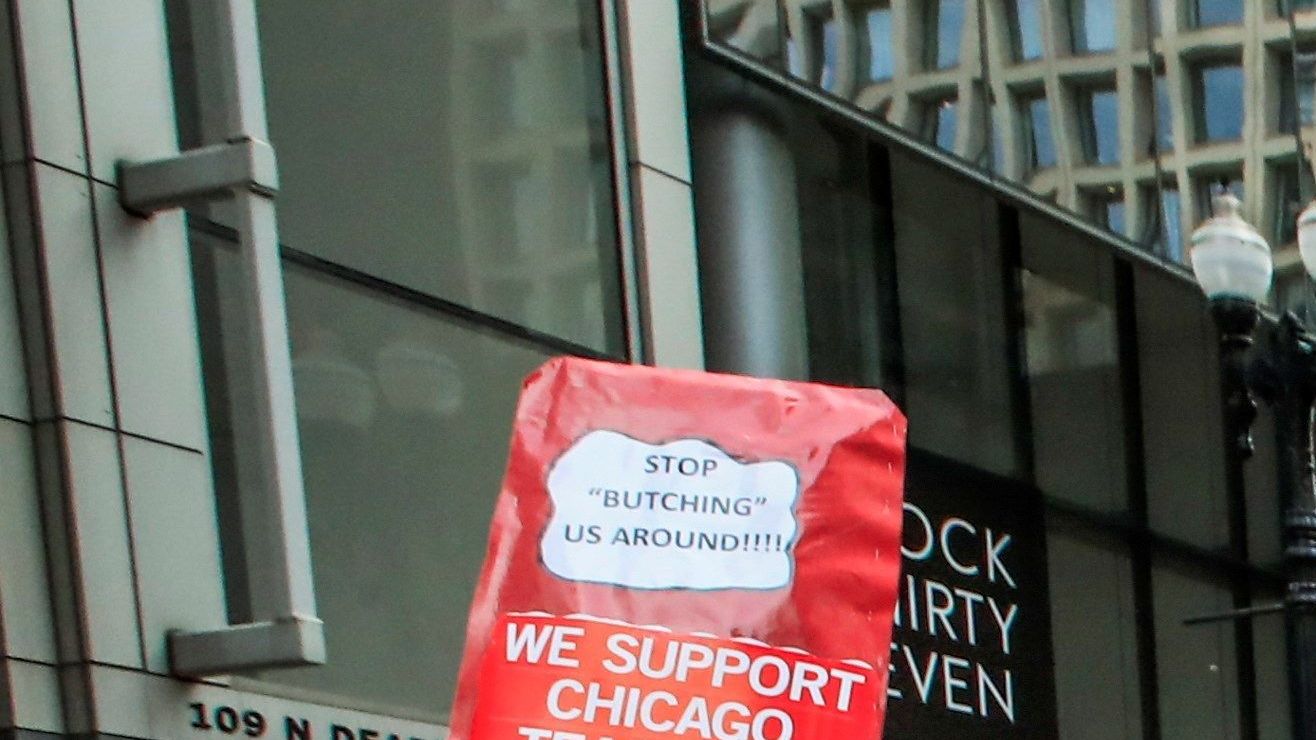 STOP
“BUTCHING”
US AROUND!!!!
WE SUPPORT
CHICAGO
109 N
OCK
IRTY
EVEN